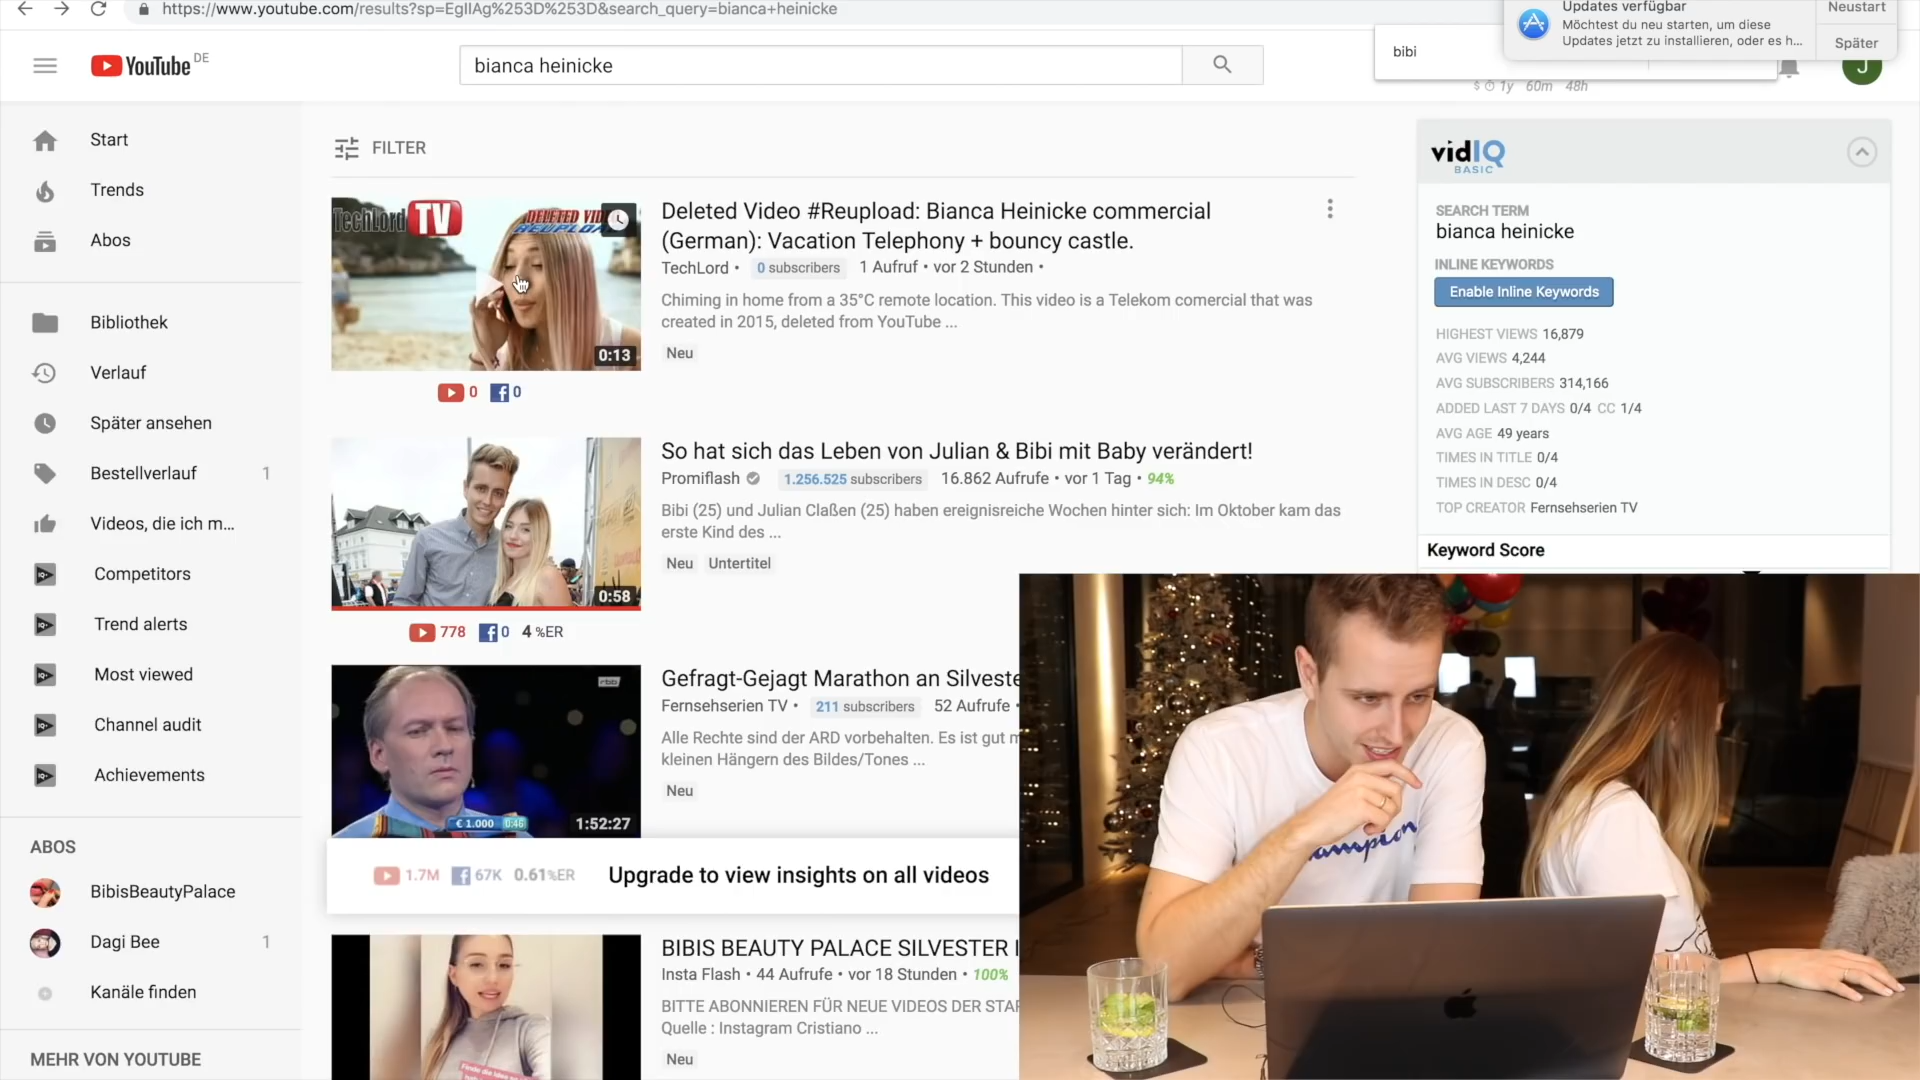 https://www.youtube.com/results?sp=EgIIAg%253D%253D&search_query=bianca+heinicke
YouTube DE
bianca heinicke
bibi
Updates verfügbar
Möchtest du neu starten, um diese
Updates jetzt zu installieren, oder es h...
Neustart
Später
J
$ 1y 60m 48h
Start
Trends
Abos
Bibliothek
Verlauf
Später ansehen
Bestellverlauf 1
Videos, die ich m...
Competitors
Trend alerts
Most viewed
Channel audit
Achievements
ABOS
BibisBeautyPalace
Dagi Bee 1
Kanäle finden
MEHR VON YOUTUBE
FILTER
TechLord TV
DELETED VID
REUPLOA
0:13
Deleted Video #Reupload: Bianca Heinicke commercial
(German): Vacation Telephony + bouncy castle.
TechLord • 0 subscribers 1 Aufruf • vor 2 Stunden •
Chiming in home from a 35°C remote location. This video is a Telekom comercial that was
created in 2015, deleted from YouTube ...
Neu
0 0
0:58
So hat sich das Leben von Julian & Bibi mit Baby verändert!
Promiflash 1.256.525 subscribers 16.862 Aufrufe • vor 1 Tag • 94%
Bibi (25) und Julian Claßen (25) haben ereignisreiche Wochen hinter sich: Im Oktober kam das
erste Kind des ...
Neu Untertitel
778 0 4 %ER
rbb
€ 1.000 0:46
1:52:27
Gefragt-Gejagt Marathon an Silveste
Fernsehserien TV • 211 subscribers 52 Aufrufe •
Alle Rechte sind der ARD vorbehalten. Es ist gut m
kleinen Hängern des Bildes/Tones ...
Neu
1.7M 67K 0.61%ER Upgrade to view insights on all videos
BIBIS BEAUTY PALACE SILVESTER I
Insta Flash • 44 Aufrufe • vor 18 Stunden • 100%
BITTE ABONNIEREN FÜR NEUE VIDEOS DER STAR
Quelle : Instagram Cristiano ...
Neu
vidIQ
BASIC
SEARCH TERM
bianca heinicke
INLINE KEYWORDS
Enable Inline Keywords
HIGHEST VIEWS 16,879
AVG VIEWS 4,244
AVG SUBSCRIBERS 314,166
ADDED LAST 7 DAYS 0/4 CC 1/4
AVG AGE 49 years
TIMES IN TITLE 0/4
TIMES IN DESC 0/4
TOP CREATOR Fernsehserien TV
Keyword Score
Champion